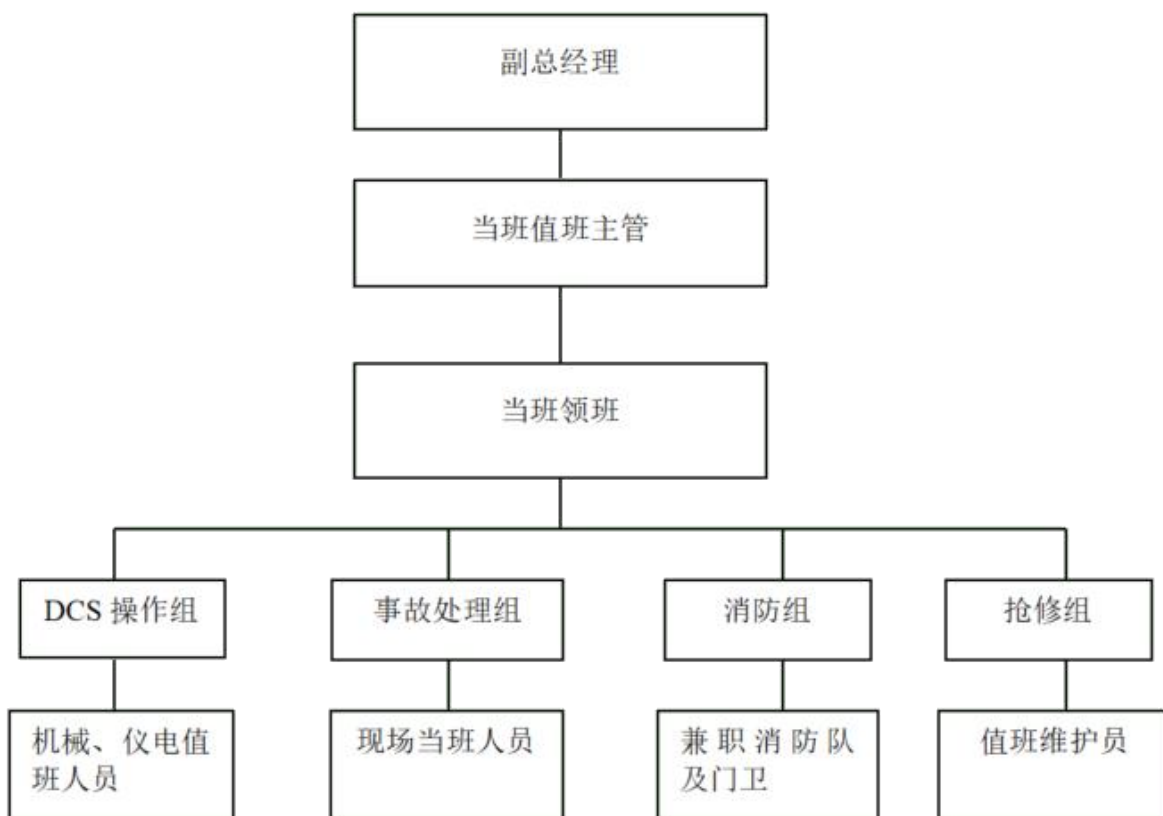 副总经理
当班值班主管
当班领班
DCS 操作组
事故处理组
消防组
抢修组
机械、仪电值
班人员
现场当班人员
兼职消防队
及门卫
值班维护员